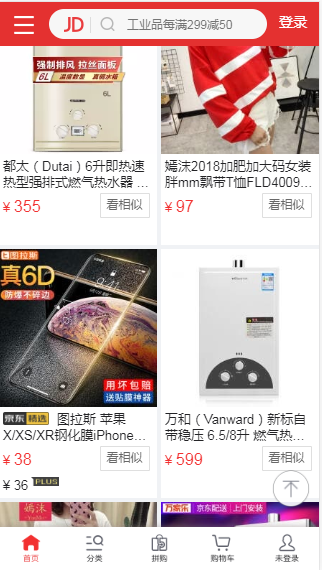 JD 工业品每满299减50 登录
强制排风 拉丝面板
6L 温度数显 真铜水箱
6L
都太（Dutai）6升即热速
热型强排式燃气热水器 ...
¥ 355 看相似
嫣沫2018加肥加大码女装
胖mm飘带T恤FLD4009...
¥ 97 看相似
图拉斯
真6D
防爆不碎边
用坏包赔
送贴膜神器
京东精选 图拉斯 苹果
X/XS/XR钢化膜iPhone...
¥ 38 看相似
¥ 36 PLUS
万和（Vanward）新标自
带稳压 6.5/8升 燃气热...
¥ 599 看相似
嫣沫
万家乐 京东配送 上门安装
首页 分类 拼购 购物车 未登录